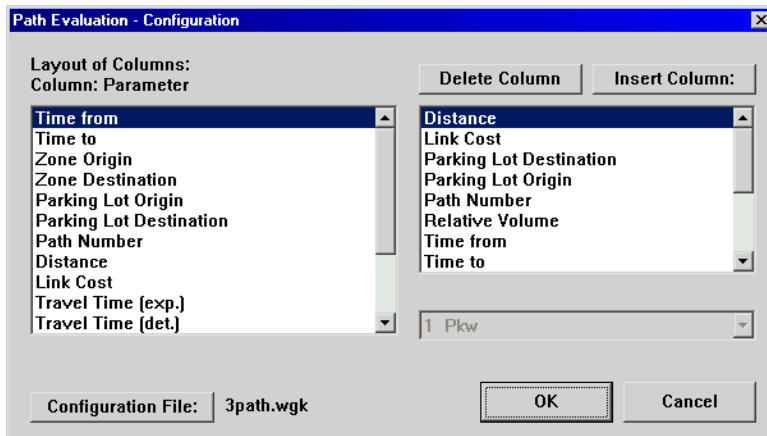 Path Evaluation - Configuration
Layout of Columns:
Column: Parameter
Delete Column
Insert Column:
Time from
Time to
Zone Origin
Zone Destination
Parking Lot Origin
Parking Lot Destination
Path Number
Distance
Link Cost
Travel Time (exp.)
Travel Time (det.)
Distance
Link Cost
Parking Lot Destination
Parking Lot Origin
Path Number
Relative Volume
Time from
Time to
1 Pkw
Configuration File:
3path.wgk
OK
Cancel